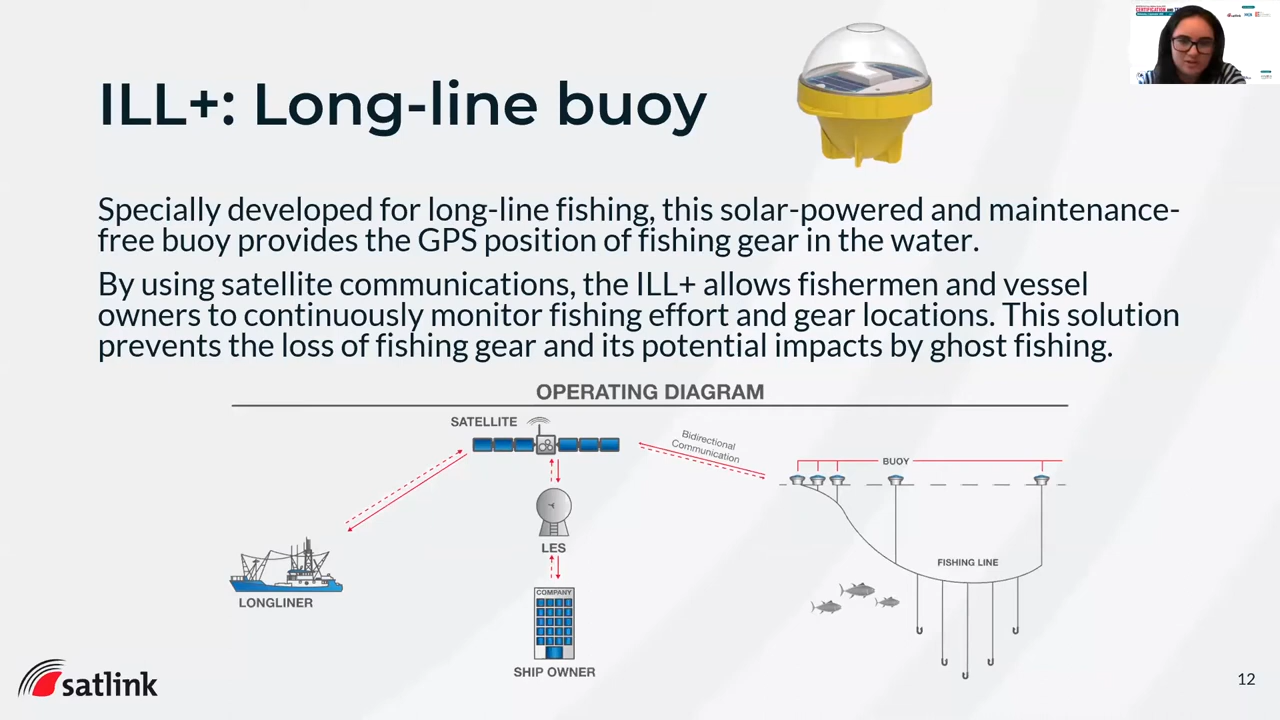 CERTIFICATION AND
satlink
ILL+: Long-line buoy
Specially developed for long-line fishing, this solar-powered and maintenance-
free buoy provides the GPS position of fishing gear in the water.
By using satellite communications, the ILL+ allows fishermen and vessel
owners to continuously monitor fishing effort and gear locations. This solution
prevents the loss of fishing gear and its potential impacts by ghost fishing.
OPERATING DIAGRAM
SATELLITE
Bidirectional
Communication
BUOY
LES
FISHING LINE
COMPANY
LONGLINER
SHIP OWNER
satlink
12